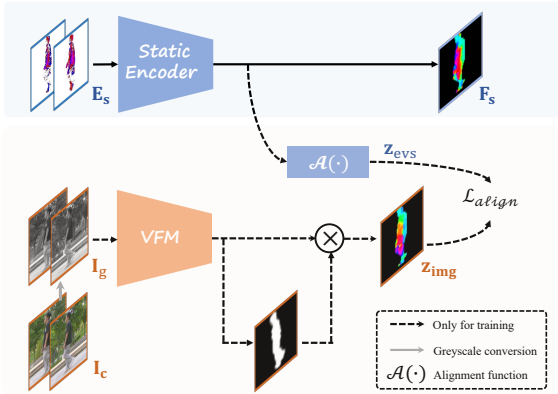 Static
Encoder
E_s
F_s
z_evs
𝒜(·)
ℒ_align
VFM
I_g
z_img
I_c
Only for training
Greyscale conversion
𝒜(·) Alignment function